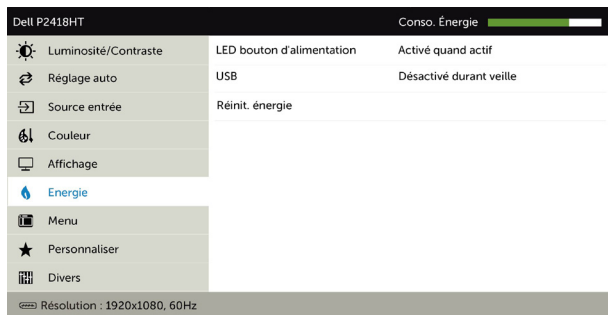 Dell P2418HT Conso. Énergie
Luminosité/Contraste LED bouton d'alimentation Activé quand actif
Réglage auto USB Désactivé durant veille
Source entrée Réinit. énergie
Couleur
Affichage
Energie
Menu
Personnaliser
Divers
Résolution : 1920x1080, 60Hz